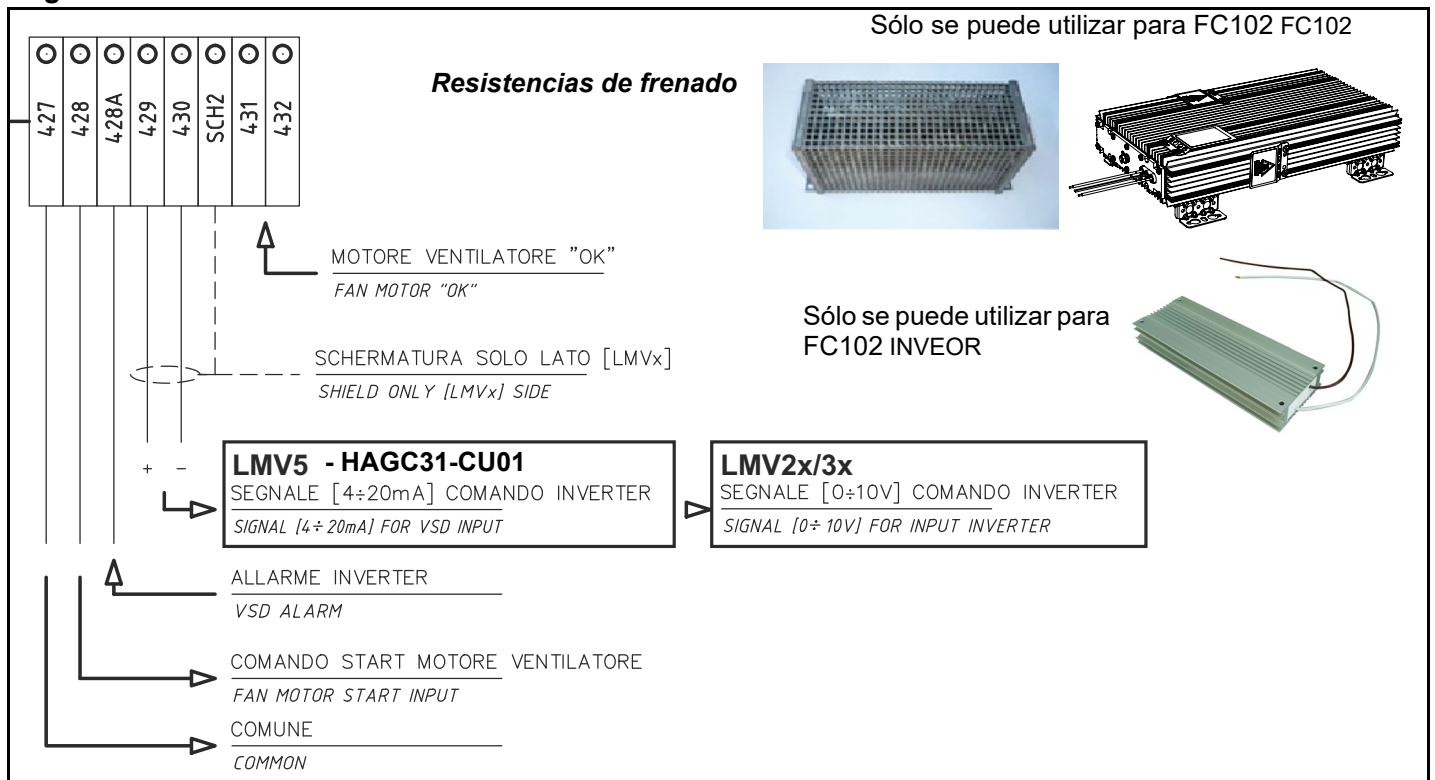 Sólo se puede utilizar para FC102 FC102
427
428
428A
429
430
SCH2
431
432
Resistencias de frenado
MOTORE VENTILATORE "OK"
FAN MOTOR "OK"
Sólo se puede utilizar para
FC102 INVEOR
SCHERMATURA SOLO LATO [LMVx]
SHIELD ONLY [LMVx] SIDE
+ -
LMV5 - HAGC31-CU01
SEGNALE [4÷20mA] COMANDO INVERTER
SIGNAL [4÷20mA] FOR VSD INPUT
LMV2x/3x
SEGNALE [0÷10V] COMANDO INVERTER
SIGNAL [0÷10V] FOR INPUT INVERTER
ALLARME INVERTER
VSD ALARM
COMANDO START MOTORE VENTILATORE
FAN MOTOR START INPUT
COMUNE
COMMON